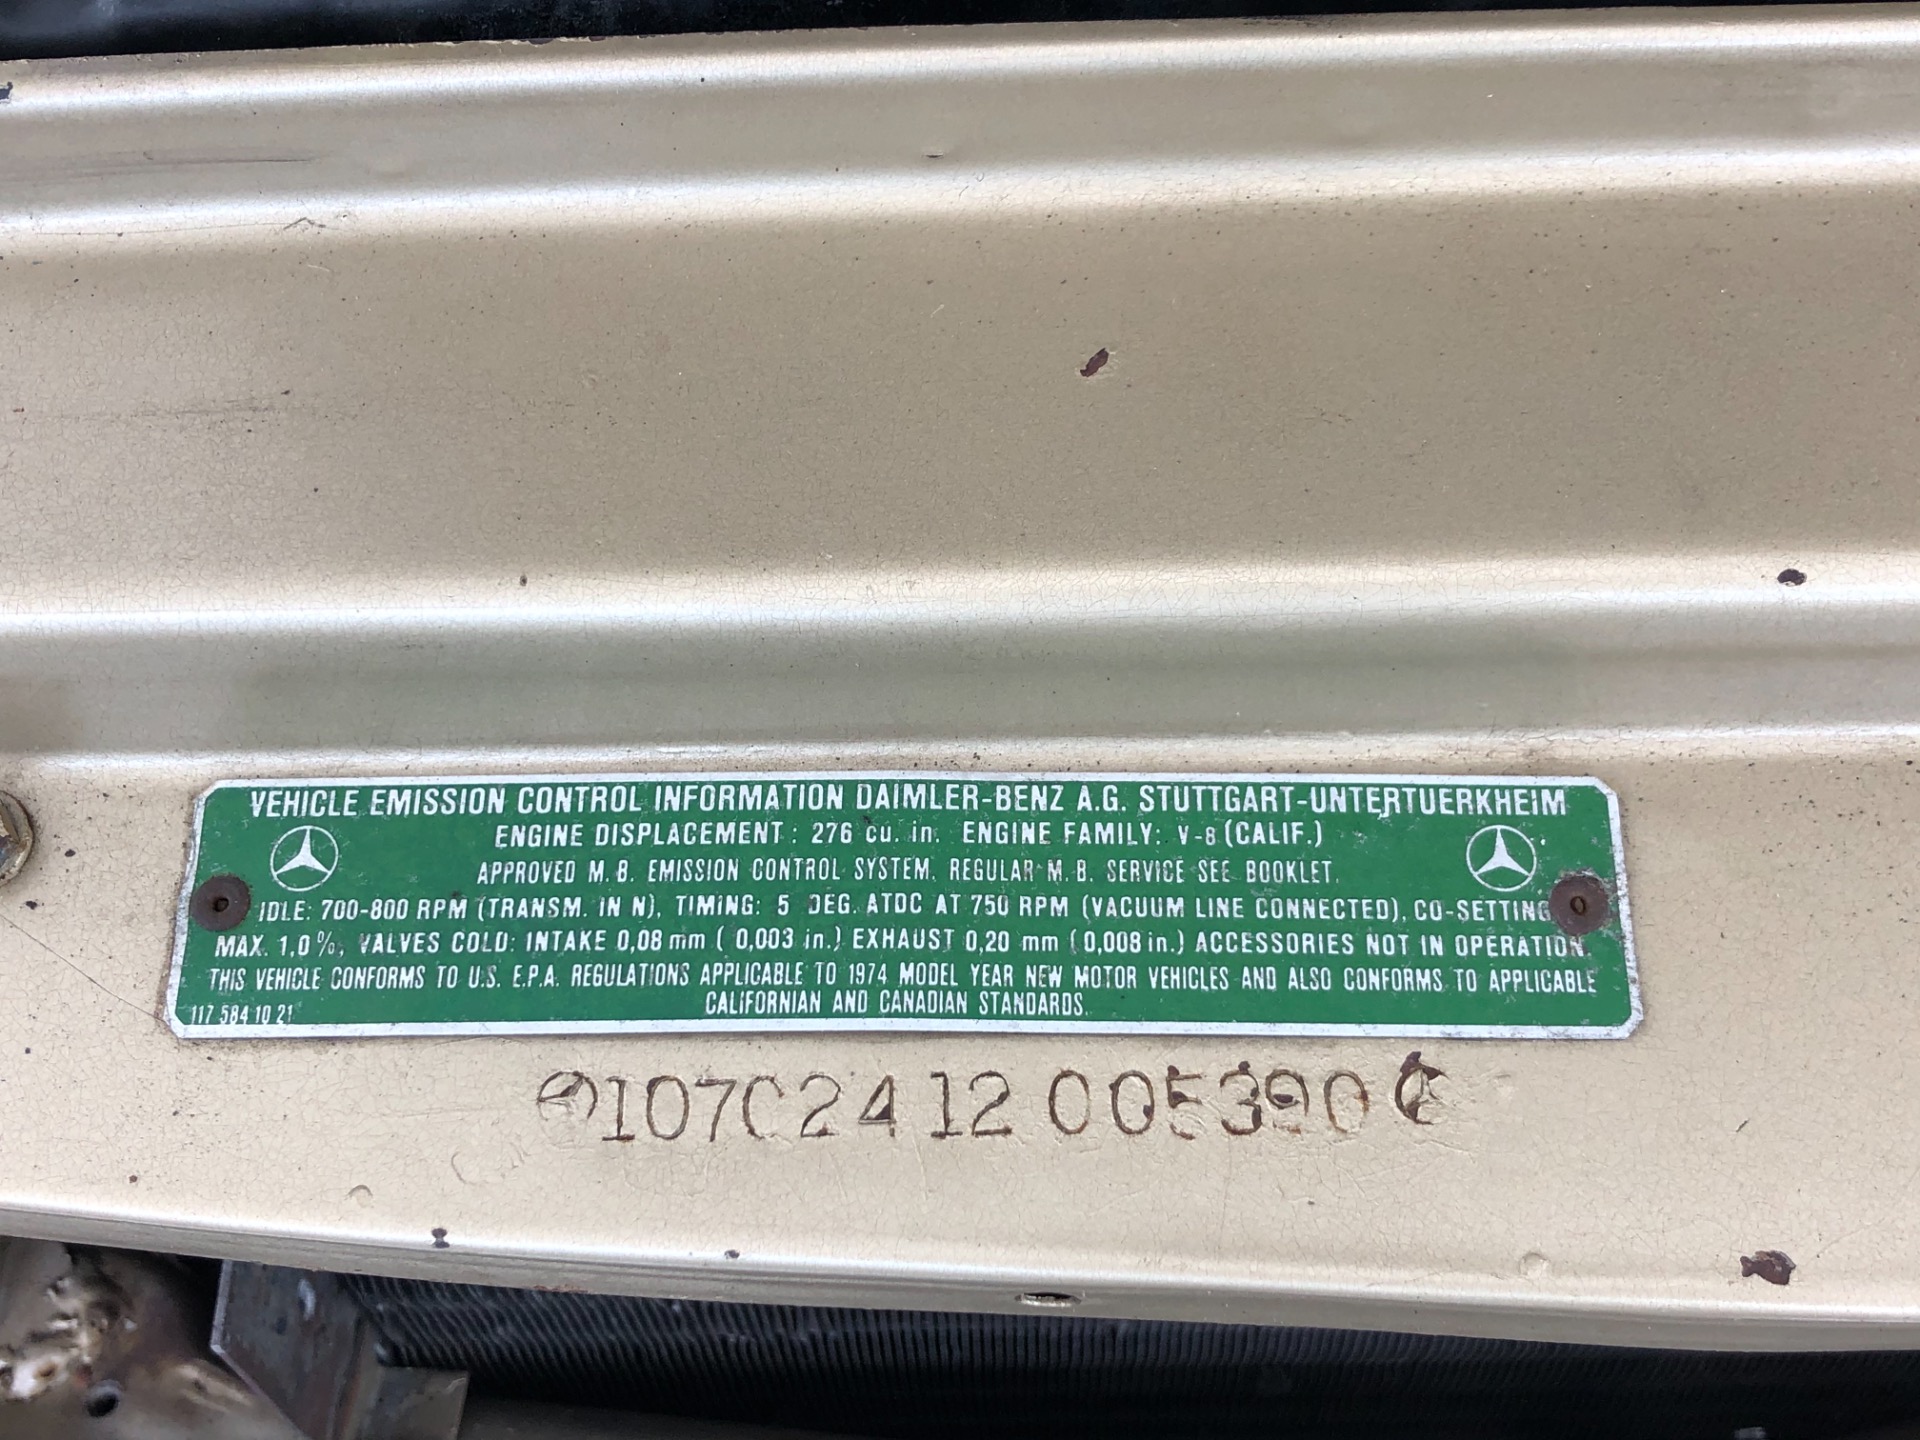 VEHICLE EMISSION CONTROL INFORMATION DAIMLER-BENZ A.G. STUTTGART-UNTERTUERKHEIM
ENGINE DISPLACEMENT: 276 cu. in. ENGINE FAMILY: V-8 (CALIF.)
APPROVED M.B. EMISSION CONTROL SYSTEM. REGULAR M.B. SERVICE SEE BOOKLET.
IDLE: 700-800 RPM (TRANSM. IN N), TIMING: 5 DEG. ATDC AT 750 RPM (VACUUM LINE CONNECTED), CO-SETTING
MAX. 1,0%, VALVES COLD: INTAKE 0,08 mm (0,003 in.) EXHAUST 0,20 mm (0,008 in.) ACCESSORIES NOT IN OPERATION.
THIS VEHICLE CONFORMS TO U.S. E.P.A. REGULATIONS APPLICABLE TO 1974 MODEL YEAR NEW MOTOR VEHICLES AND ALSO CONFORMS TO APPLICABLE
CALIFORNIAN AND CANADIAN STANDARDS.
117 584 10 21
10702412005390